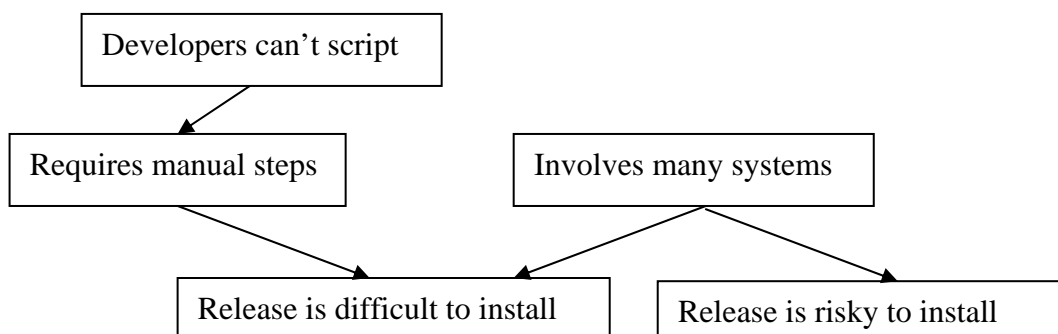 Developers can’t script
Requires manual steps
Involves many systems
Release is difficult to install
Release is risky to install